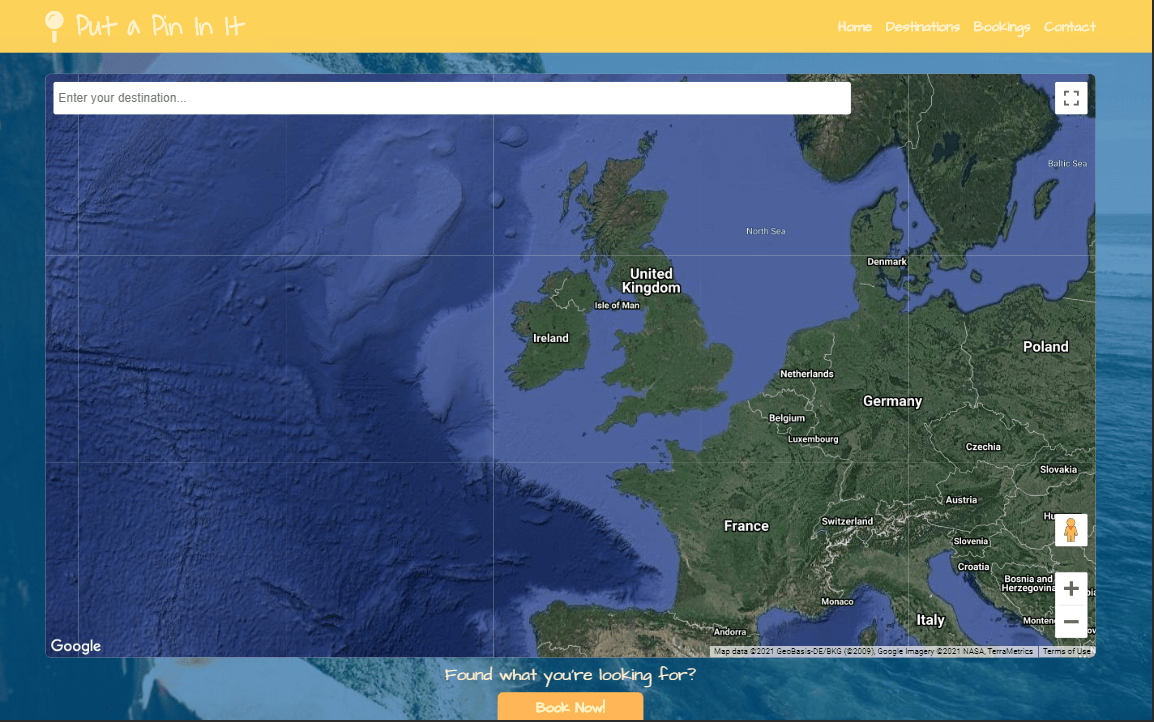 Put a Pin In It
Home Destinations Bookings Contact
Enter your destination...
Baltic Sea
North Sea
Denmark
United
Kingdom
Isle of Man
Ireland
Poland
Netherlands
Germany
Belgium
Luxembourg
Czechia
Slovakia
Austria
Hu
France
Switzerland
Slovenia
Croatia
Bosnia and
Herzegovina
Monaco
Italy
Monten
Andorra
Google
Map data ©2021 GeoBasis-DE/BKG (©2009), Google Imagery ©2021 NASA, TerraMetrics
Terms of Use
Found what you're looking for?
Book Now!